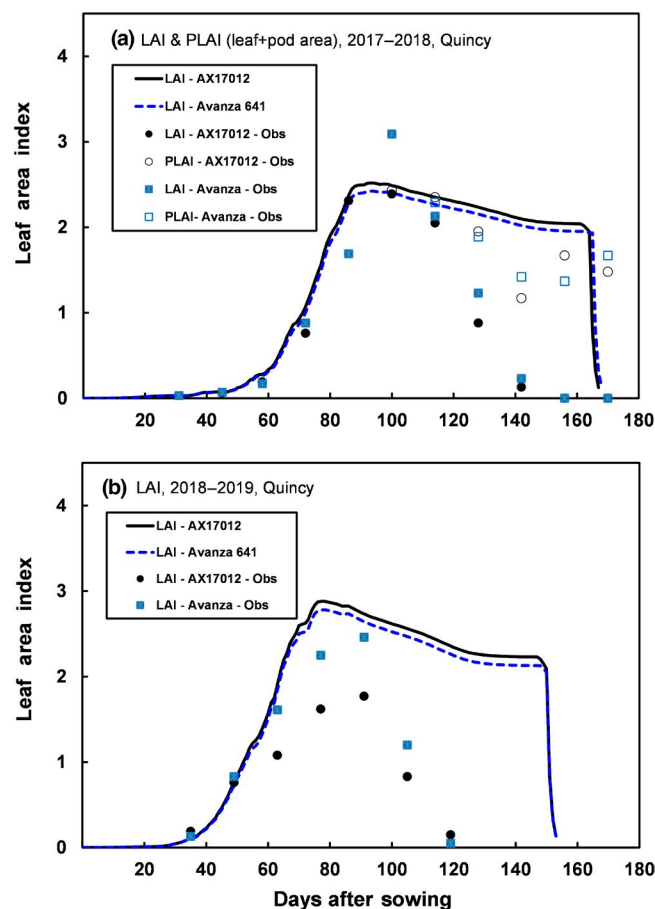 (a) LAI & PLAI (leaf+pod area), 2017–2018, Quincy
LAI - AX17012
LAI - Avanza 641
LAI - AX17012 - Obs
PLAI - AX17012 - Obs
LAI - Avanza - Obs
PLAI- Avanza - Obs
Leaf area index
4
3
2
1
0
20 40 60 80 100 120 140 160 180
(b) LAI, 2018–2019, Quincy
LAI - AX17012
LAI - Avanza 641
LAI - AX17012 - Obs
LAI - Avanza - Obs
Leaf area index
4
3
2
1
0
0 20 40 60 80 100 120 140 160 180
Days after sowing